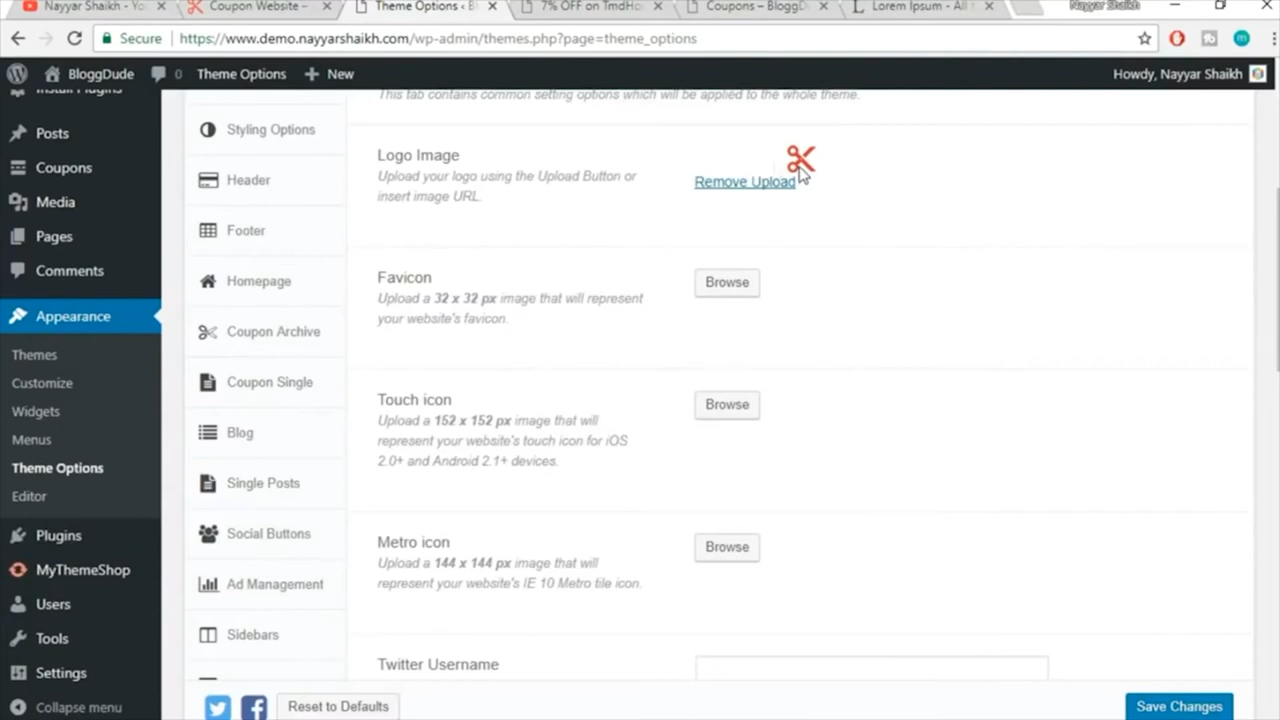 Nayyar Shaikh - Yo
Coupon Website –
Theme Options ‹ Bl
7% OFF on TmdHo
Coupons – BloggD
Lorem Ipsum - All t
Nayyar Shaikh
Secure
https://www.demo.nayyarshaikh.com/wp-admin/themes.php?page=theme_options
BloggDude
0
Theme Options
New
Howdy, Nayyar Shaikh
Install Plugins
Posts
Coupons
Media
Pages
Comments
Appearance
Themes
Customize
Widgets
Menus
Theme Options
Editor
Plugins
MyThemeShop
Users
Tools
Settings
Collapse menu
Styling Options
Header
Footer
Homepage
Coupon Archive
Coupon Single
Blog
Single Posts
Social Buttons
Ad Management
Sidebars
This tab contains common setting options which will be applied to the whole theme.
Logo Image
Upload your logo using the Upload Button or
insert image URL.
Remove Upload
Favicon
Upload a 32 x 32 px image that will represent
your website's favicon.
Browse
Touch icon
Upload a 152 x 152 px image that will
represent your website's touch icon for iOS
2.0+ and Android 2.1+ devices.
Browse
Metro icon
Upload a 144 x 144 px image that will
represent your website's IE 10 Metro tile icon.
Browse
Twitter Username
Reset to Defaults
Save Changes